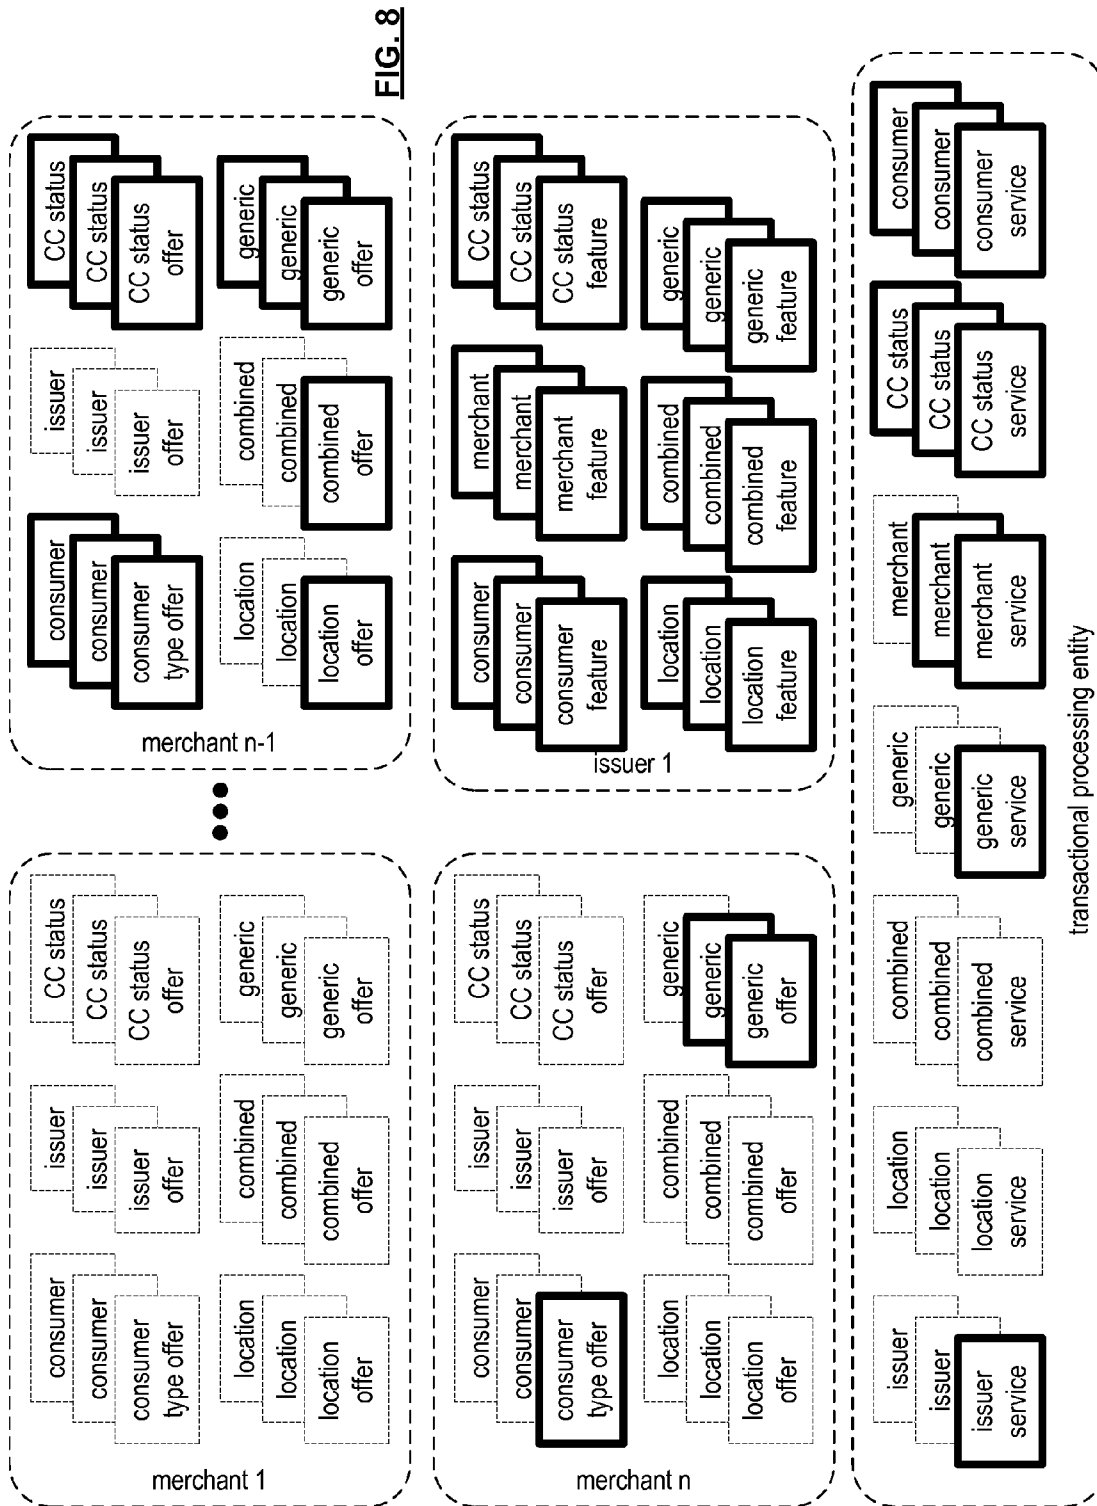 consumer
consumer
consumer
type offer
issuer
issuer
issuer
offer
CC status
CC status
CC status
offer
location
location
location
offer
combined
combined
combined
offer
generic
generic
generic
offer
merchant 1
consumer
consumer
consumer
type offer
issuer
issuer
issuer
offer
CC status
CC status
CC status
offer
location
location
location
offer
combined
combined
combined
offer
generic
generic
generic
offer
merchant n-1
FIG. 8
consumer
consumer
consumer
type offer
issuer
issuer
issuer
offer
CC status
CC status
CC status
offer
location
location
location
offer
combined
combined
combined
offer
generic
generic
generic
offer
merchant n
consumer
consumer
consumer
feature
merchant
merchant
merchant
feature
CC status
CC status
CC status
feature
location
location
location
feature
combined
combined
combined
feature
generic
generic
generic
feature
issuer 1
issuer
issuer
issuer
service
location
location
location
service
combined
combined
combined
service
generic
generic
generic
service
merchant
merchant
merchant
service
CC status
CC status
CC status
service
consumer
consumer
consumer
service
transactional processing entity